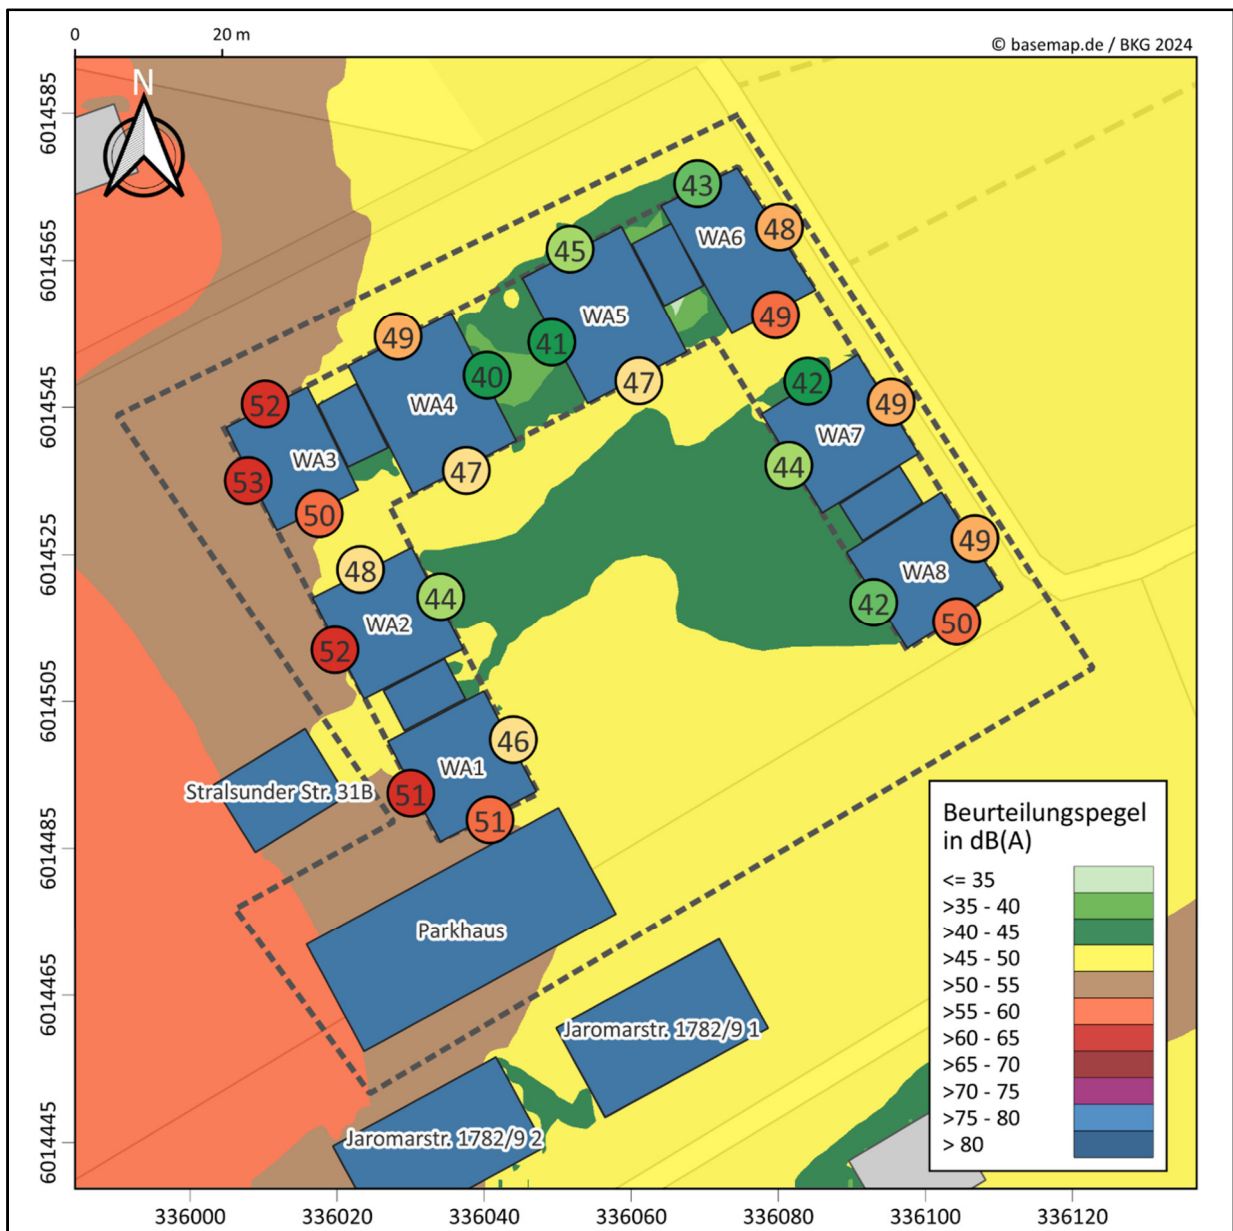 0
20 m
© basemap.de / BKG 2024
N
6014585
6014565
6014545
6014525
6014505
6014485
6014465
6014445
43
WA6
48
45
49
WA5
49
41
47
40
WA4
42
49
52
WA7
WA3
47
44
53
50
49
48
WA8
44
42
WA2
50
52
46
WA1
Stralsunder Str. 31B
51
51
Parkhaus
Jaromarstr. 1782/9 1
Jaromarstr. 1782/9 2
Beurteilungspegel
in dB(A)
<= 35
>35 - 40
>40 - 45
>45 - 50
>50 - 55
>55 - 60
>60 - 65
>65 - 70
>70 - 75
>75 - 80
> 80
336000
336020
336040
336060
336080
336100
336120